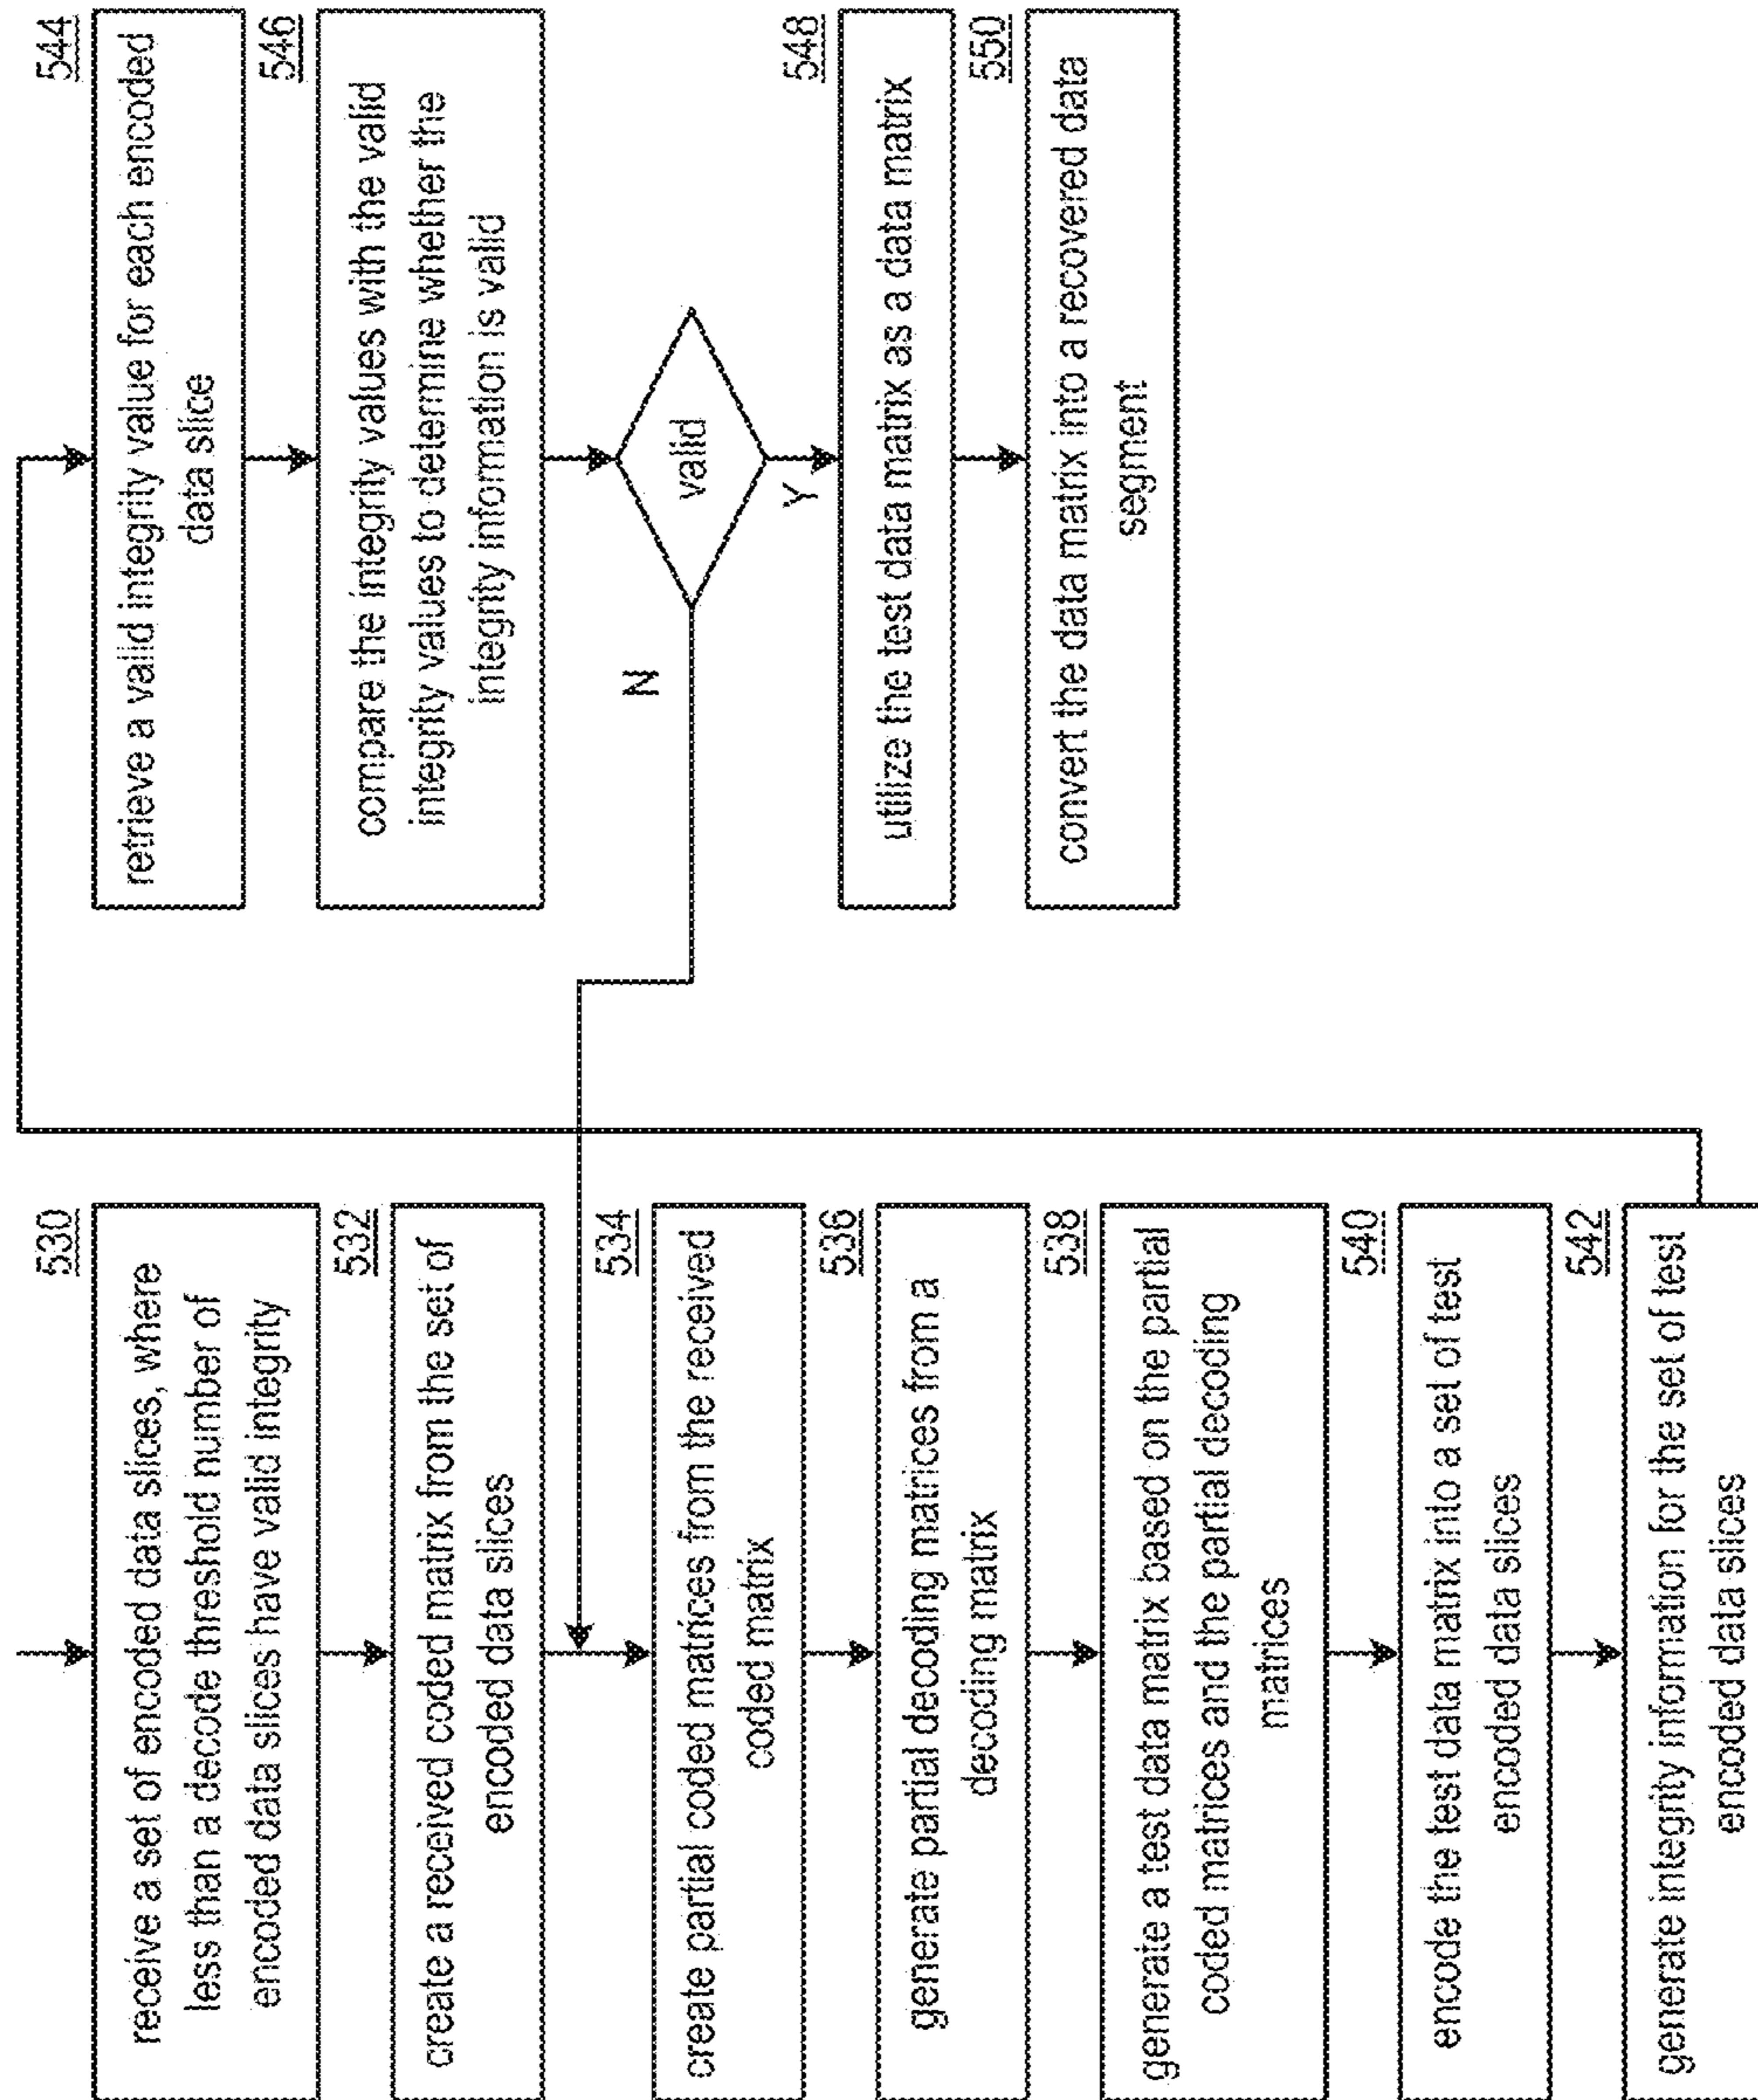 530
receive a set of encoded data slices, where
less than a decode threshold number of
encoded data slices have valid integrity
532
create a received coded matrix from the set of
encoded data slices
534
create partial coded matrices from the received
coded matrix
536
generate partial decoding matrices from a
decoding matrix
538
generate a test data matrix based on the partial
coded matrices and the partial decoding
matrices
540
encode the test data matrix into a set of test
encoded data slices
542
generate integrity information for the set of test
encoded data slices
544
retrieve a valid integrity value for each encoded
data slice
546
compare the integrity values with the valid
integrity values to determine whether the
integrity information is valid
valid
N
Y
548
utilize the test data matrix as a data matrix
550
convert the data matrix into a recovered data
segment